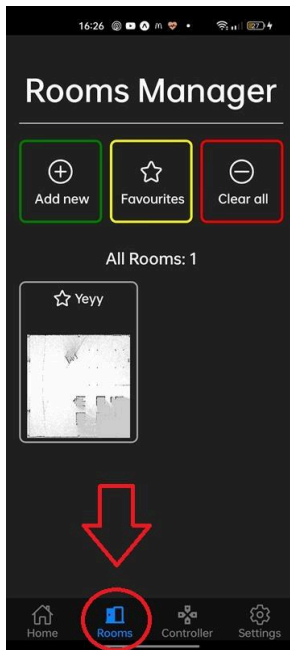 16:26
Rooms Manager
Add new
Favourites
Clear all
All Rooms: 1
Yeyy
Home
Rooms
Controller
Settings